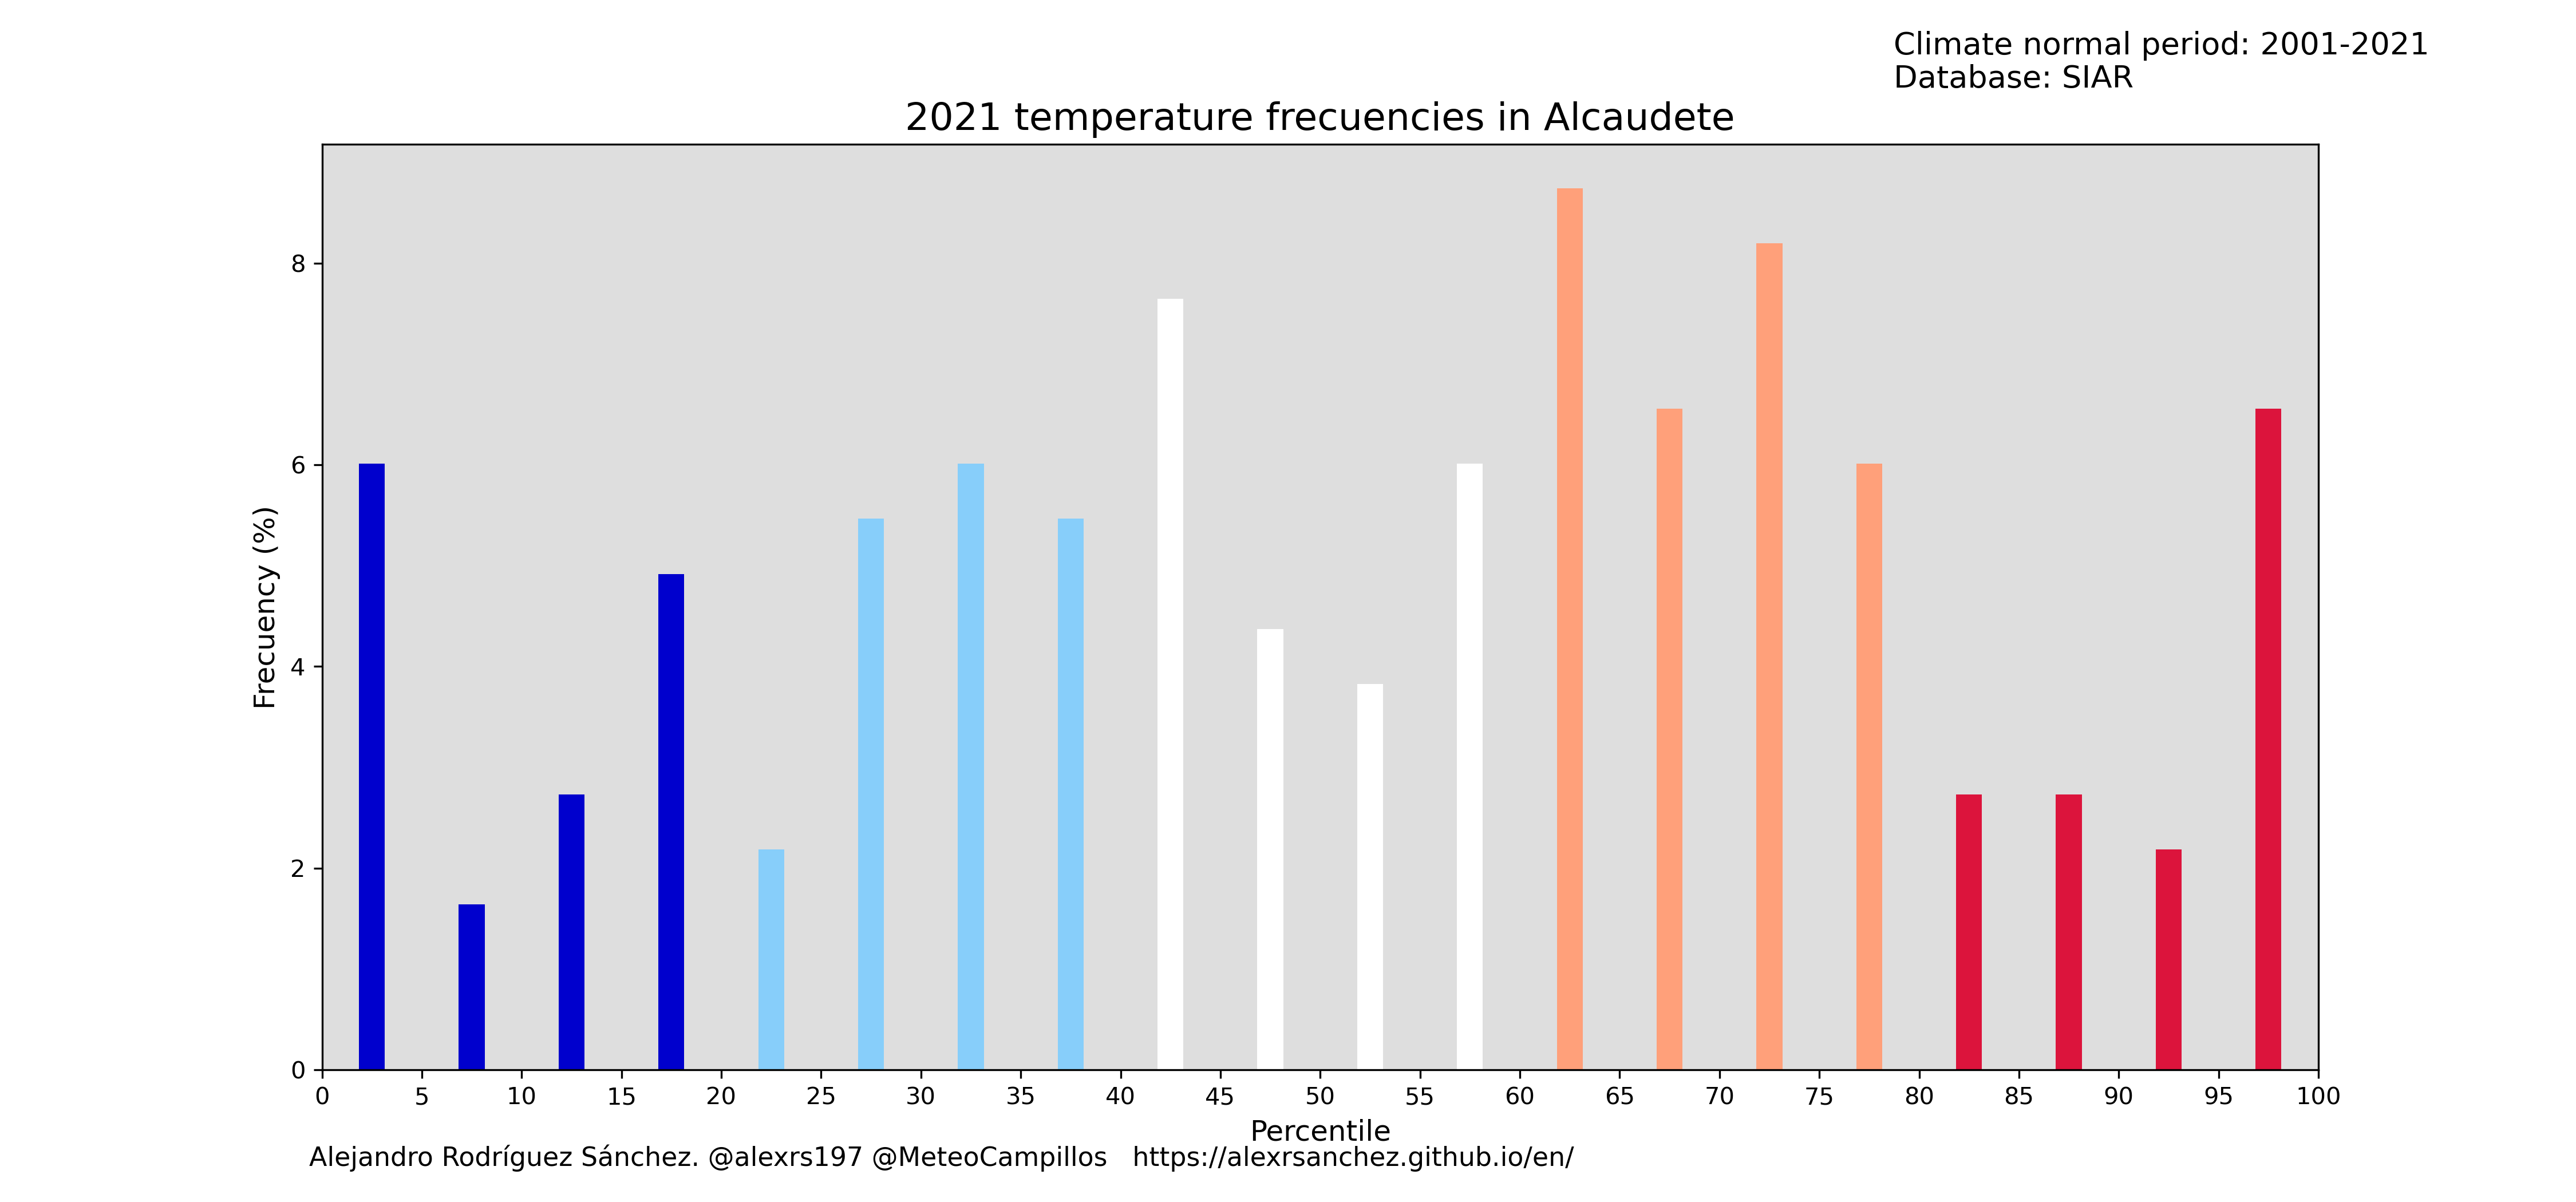 Climate normal period: 2001-2021
Database: SIAR
2021 temperature frecuencies in Alcaudete
Frecuency (%)
8
6
4
2
0
0 5 10 15 20 25 30 35 40 45 50 55 60 65 70 75 80 85 90 95 100
Percentile
Alejandro Rodríguez Sánchez. @alexrs197 @MeteoCampillos https://alexrsanchez.github.io/en/